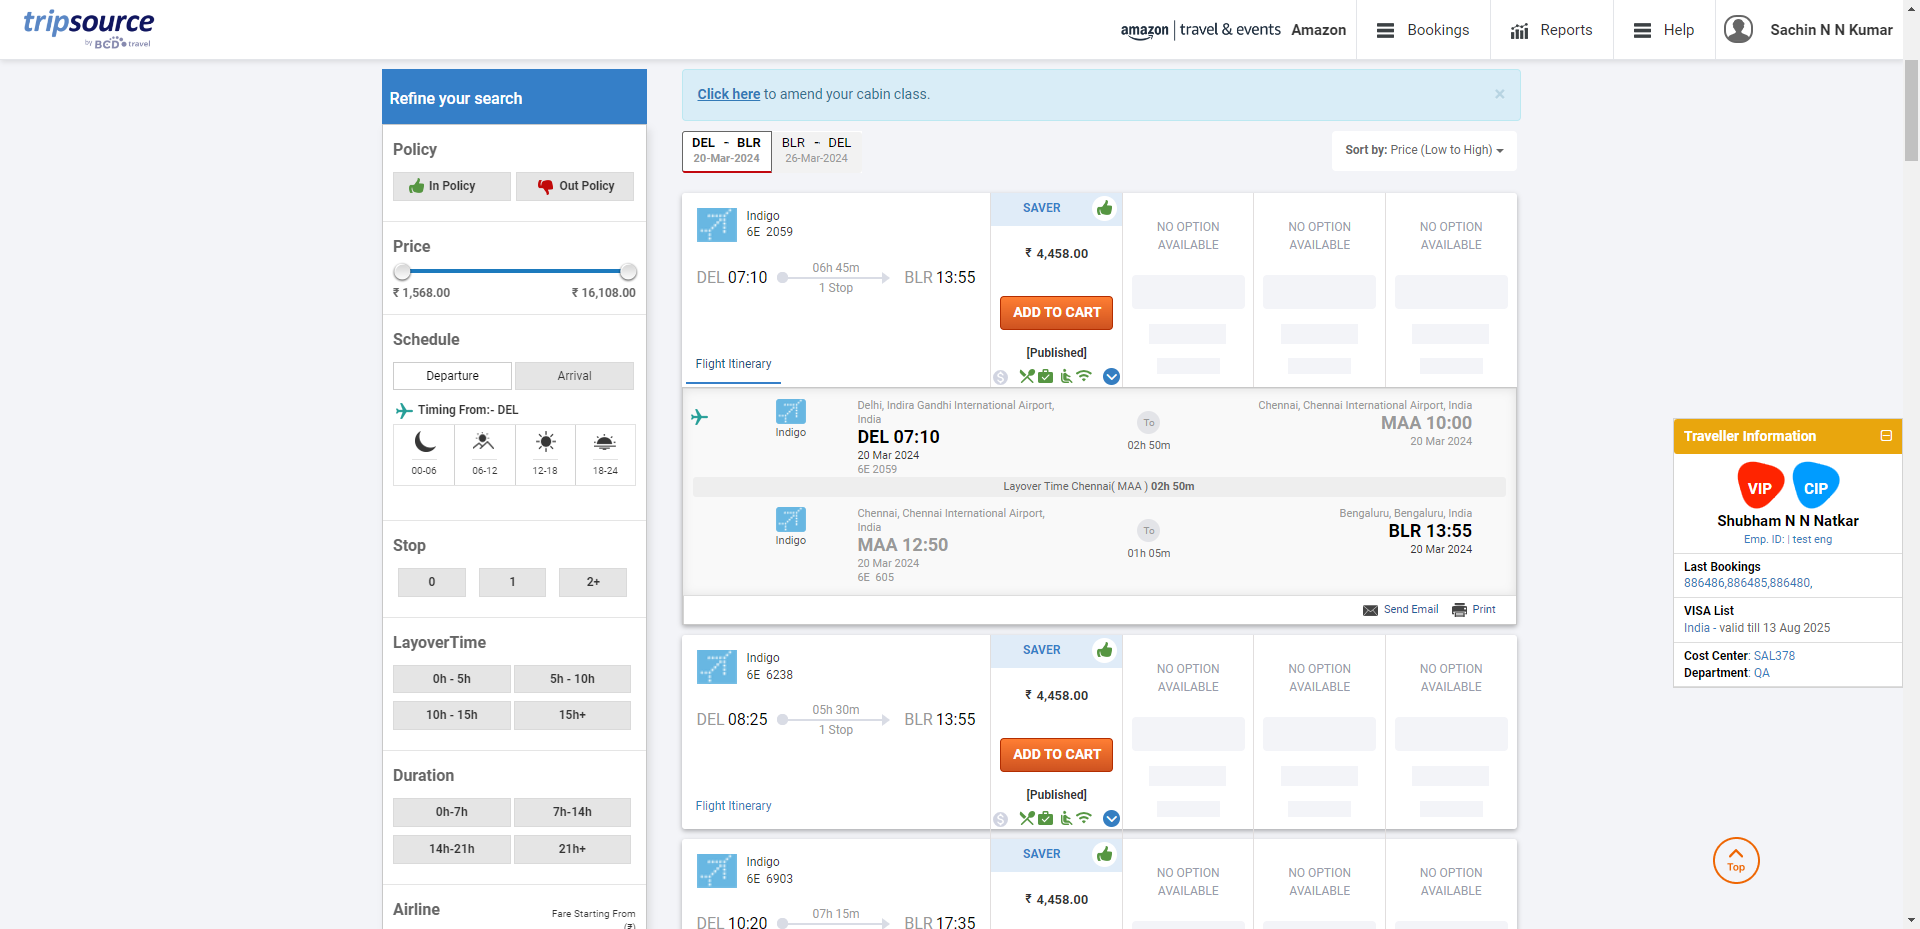 tripsource
by BCD travel
amazon | travel & events Amazon
Bookings
Reports
Help
Sachin N N Kumar
Refine your search
Policy
In Policy
Out Policy
Price
₹ 1,568.00
₹ 16,108.00
Schedule
Departure
Arrival
Timing From:- DEL
00-06
06-12
12-18
18-24
Stop
0
1
2+
LayoverTime
0h - 5h
5h - 10h
10h - 15h
15h+
Duration
0h-7h
7h-14h
14h-21h
21h+
Airline
Fare Starting From
(₹)
Click here to amend your cabin class.
×
DEL - BLR
20-Mar-2024
BLR - DEL
26-Mar-2024
Sort by: Price (Low to High)
Indigo
6E 2059
DEL 07:10
06h 45m
1 Stop
BLR 13:55
Flight Itinerary
SAVER
₹ 4,458.00
ADD TO CART
[Published]
NO OPTION
AVAILABLE
NO OPTION
AVAILABLE
NO OPTION
AVAILABLE
Indigo
Delhi, Indira Gandhi International Airport,
India
DEL 07:10
20 Mar 2024
6E 2059
To
02h 50m
Chennai, Chennai International Airport, India
MAA 10:00
20 Mar 2024
Layover Time Chennai( MAA ) 02h 50m
Indigo
Chennai, Chennai International Airport,
India
MAA 12:50
20 Mar 2024
6E 605
To
01h 05m
Bengaluru, Bengaluru, India
BLR 13:55
20 Mar 2024
Send Email
Print
Indigo
6E 6238
DEL 08:25
05h 30m
1 Stop
BLR 13:55
Flight Itinerary
SAVER
₹ 4,458.00
ADD TO CART
[Published]
NO OPTION
AVAILABLE
NO OPTION
AVAILABLE
NO OPTION
AVAILABLE
Indigo
6E 6903
DEL 10:20
07h 15m
BLR 17:35
SAVER
₹ 4,458.00
NO OPTION
AVAILABLE
NO OPTION
AVAILABLE
NO OPTION
AVAILABLE
Traveller Information
VIP
CIP
Shubham N N Natkar
Emp. ID: | test eng
Last Bookings
886486,886485,886480,
VISA List
India - valid till 13 Aug 2025
Cost Center: SAL378
Department: QA
Top